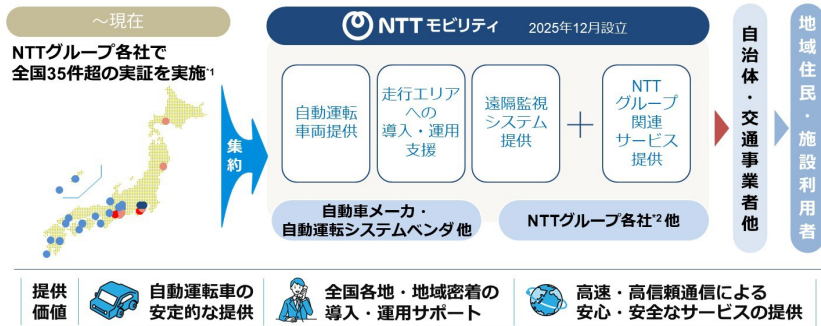 ～現在
NTTグループ各社で
全国35件超の実証を実施*1
集約
NTTモビリティ 2025年12月設立
自動運転
車両提供
走行エリア
への
導入・運用
支援
遠隔監視
システム
提供
＋
NTT
グループ
関連
サービス
提供
自動車メーカ・
自動運転システムベンダ他
NTTグループ各社*2他
自治体・交通事業者他
地域住民・施設利用者
提供
価値
自動運転車の
安定的な提供
全国各地・地域密着の
導入・運用サポート
高速・高信頼通信による
安心・安全なサービスの提供